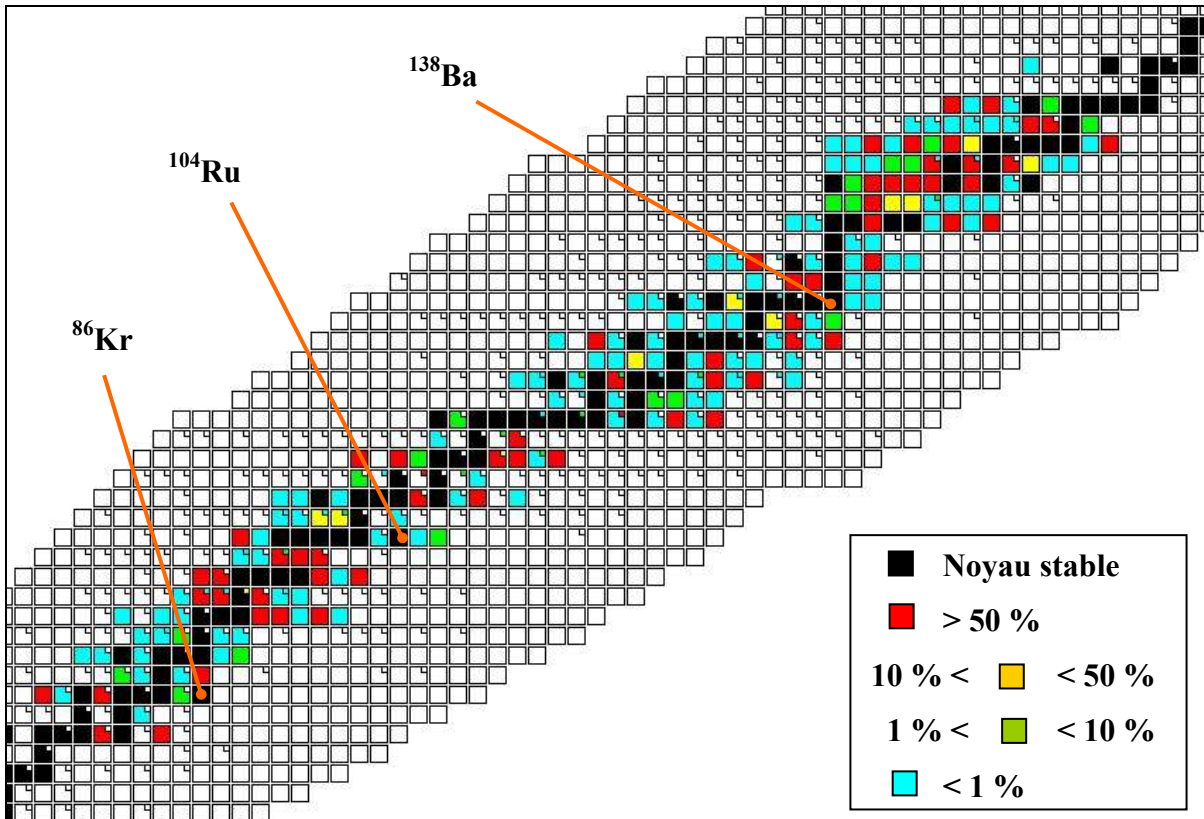 ¹³⁸Ba
¹⁰⁴Ru
⁸⁶Kr
Noyau stable
> 50 %
10 % < < 50 %
1 % < < 10 %
< 1 %